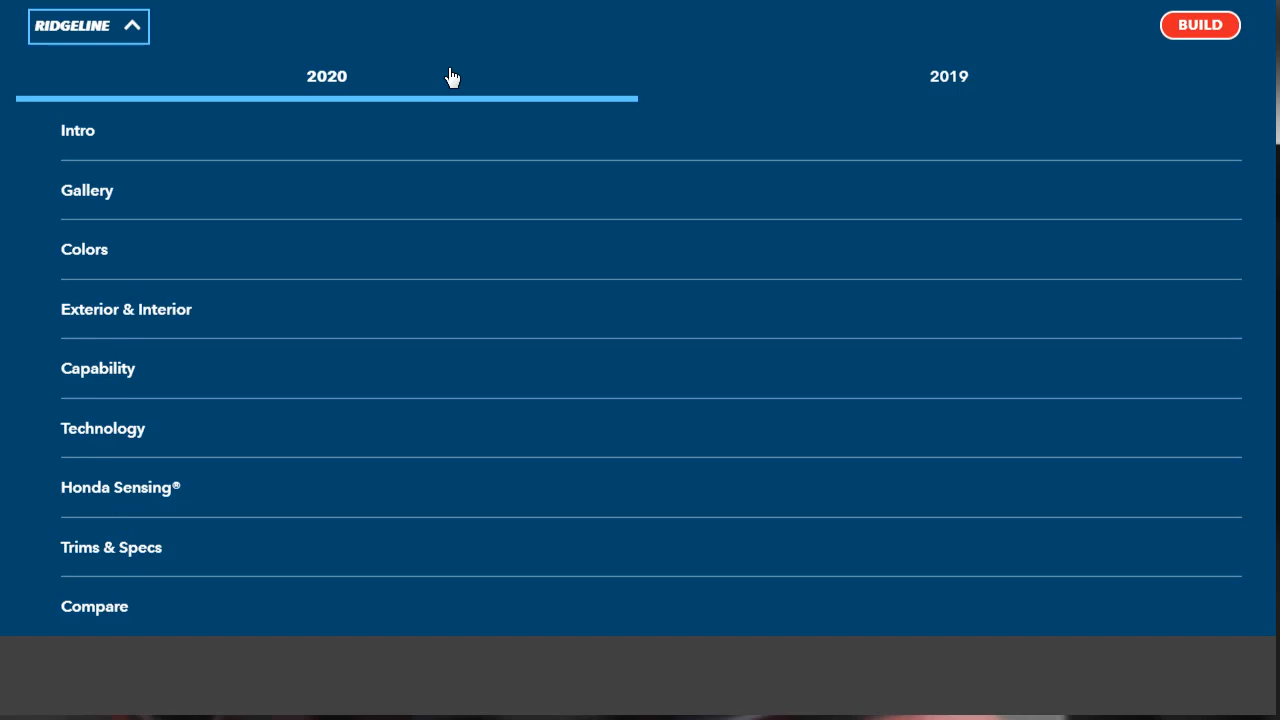 RIDGELINE
BUILD
2020
2019
Intro
Gallery
Colors
Exterior & Interior
Capability
Technology
Honda Sensing®
Trims & Specs
Compare